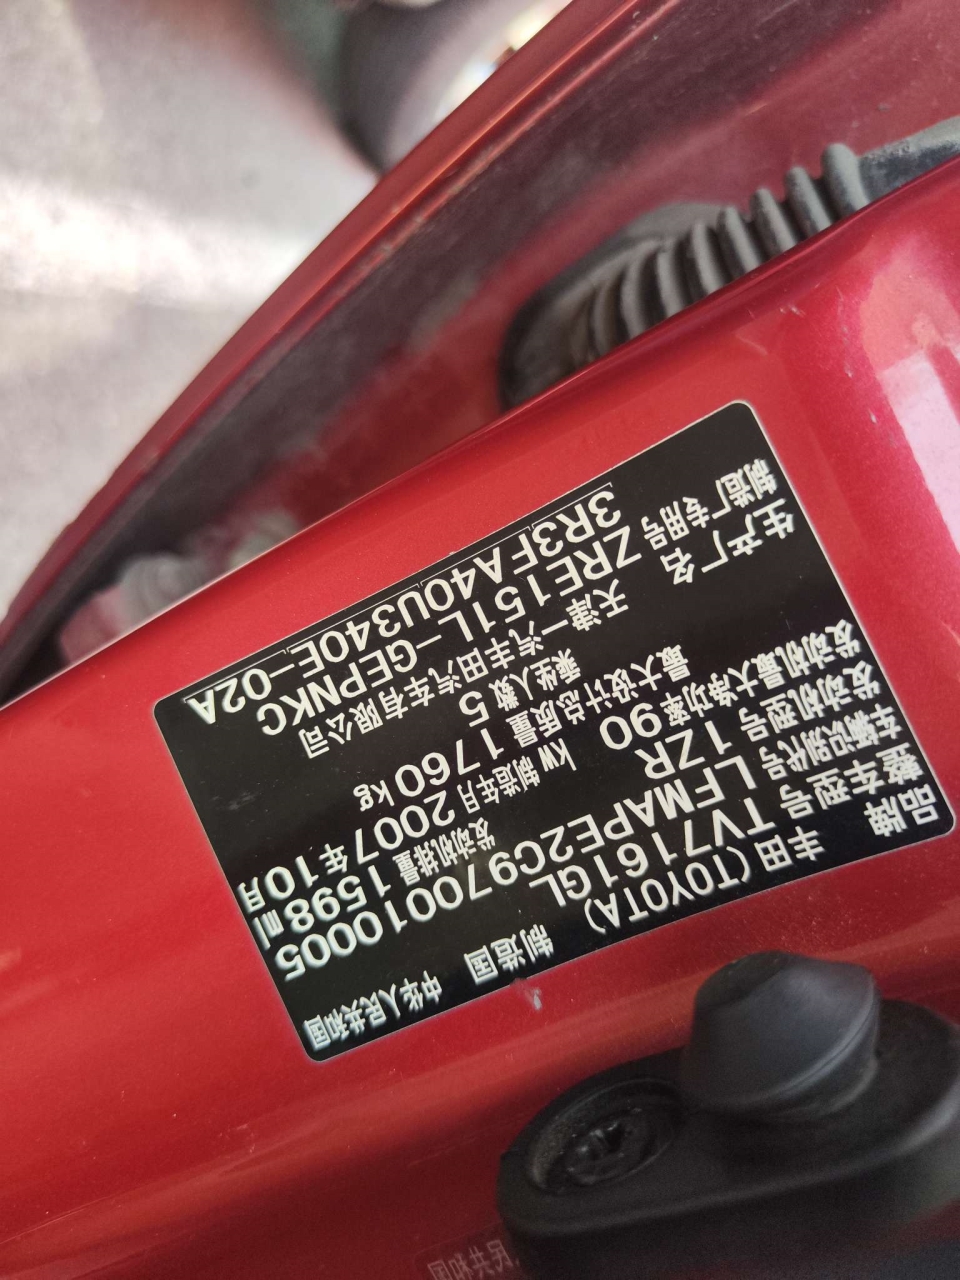 品牌 丰田(TOYOTA) 制造国 中华人民共和国
整车型号 TV7161GL
车辆识别代号 LFMAPE2C970010005
发动机型号 1ZR 发动机排量 1598ml
发动机最大净功率 90 kw 制造年月 2007年10月
最大设计总质量 1760 kg
乘坐人数 5
生产厂名 天津一汽丰田汽车有限公司
制造厂专用号 ZRE151L-GEPNKC
3R3FA40U340E-02A